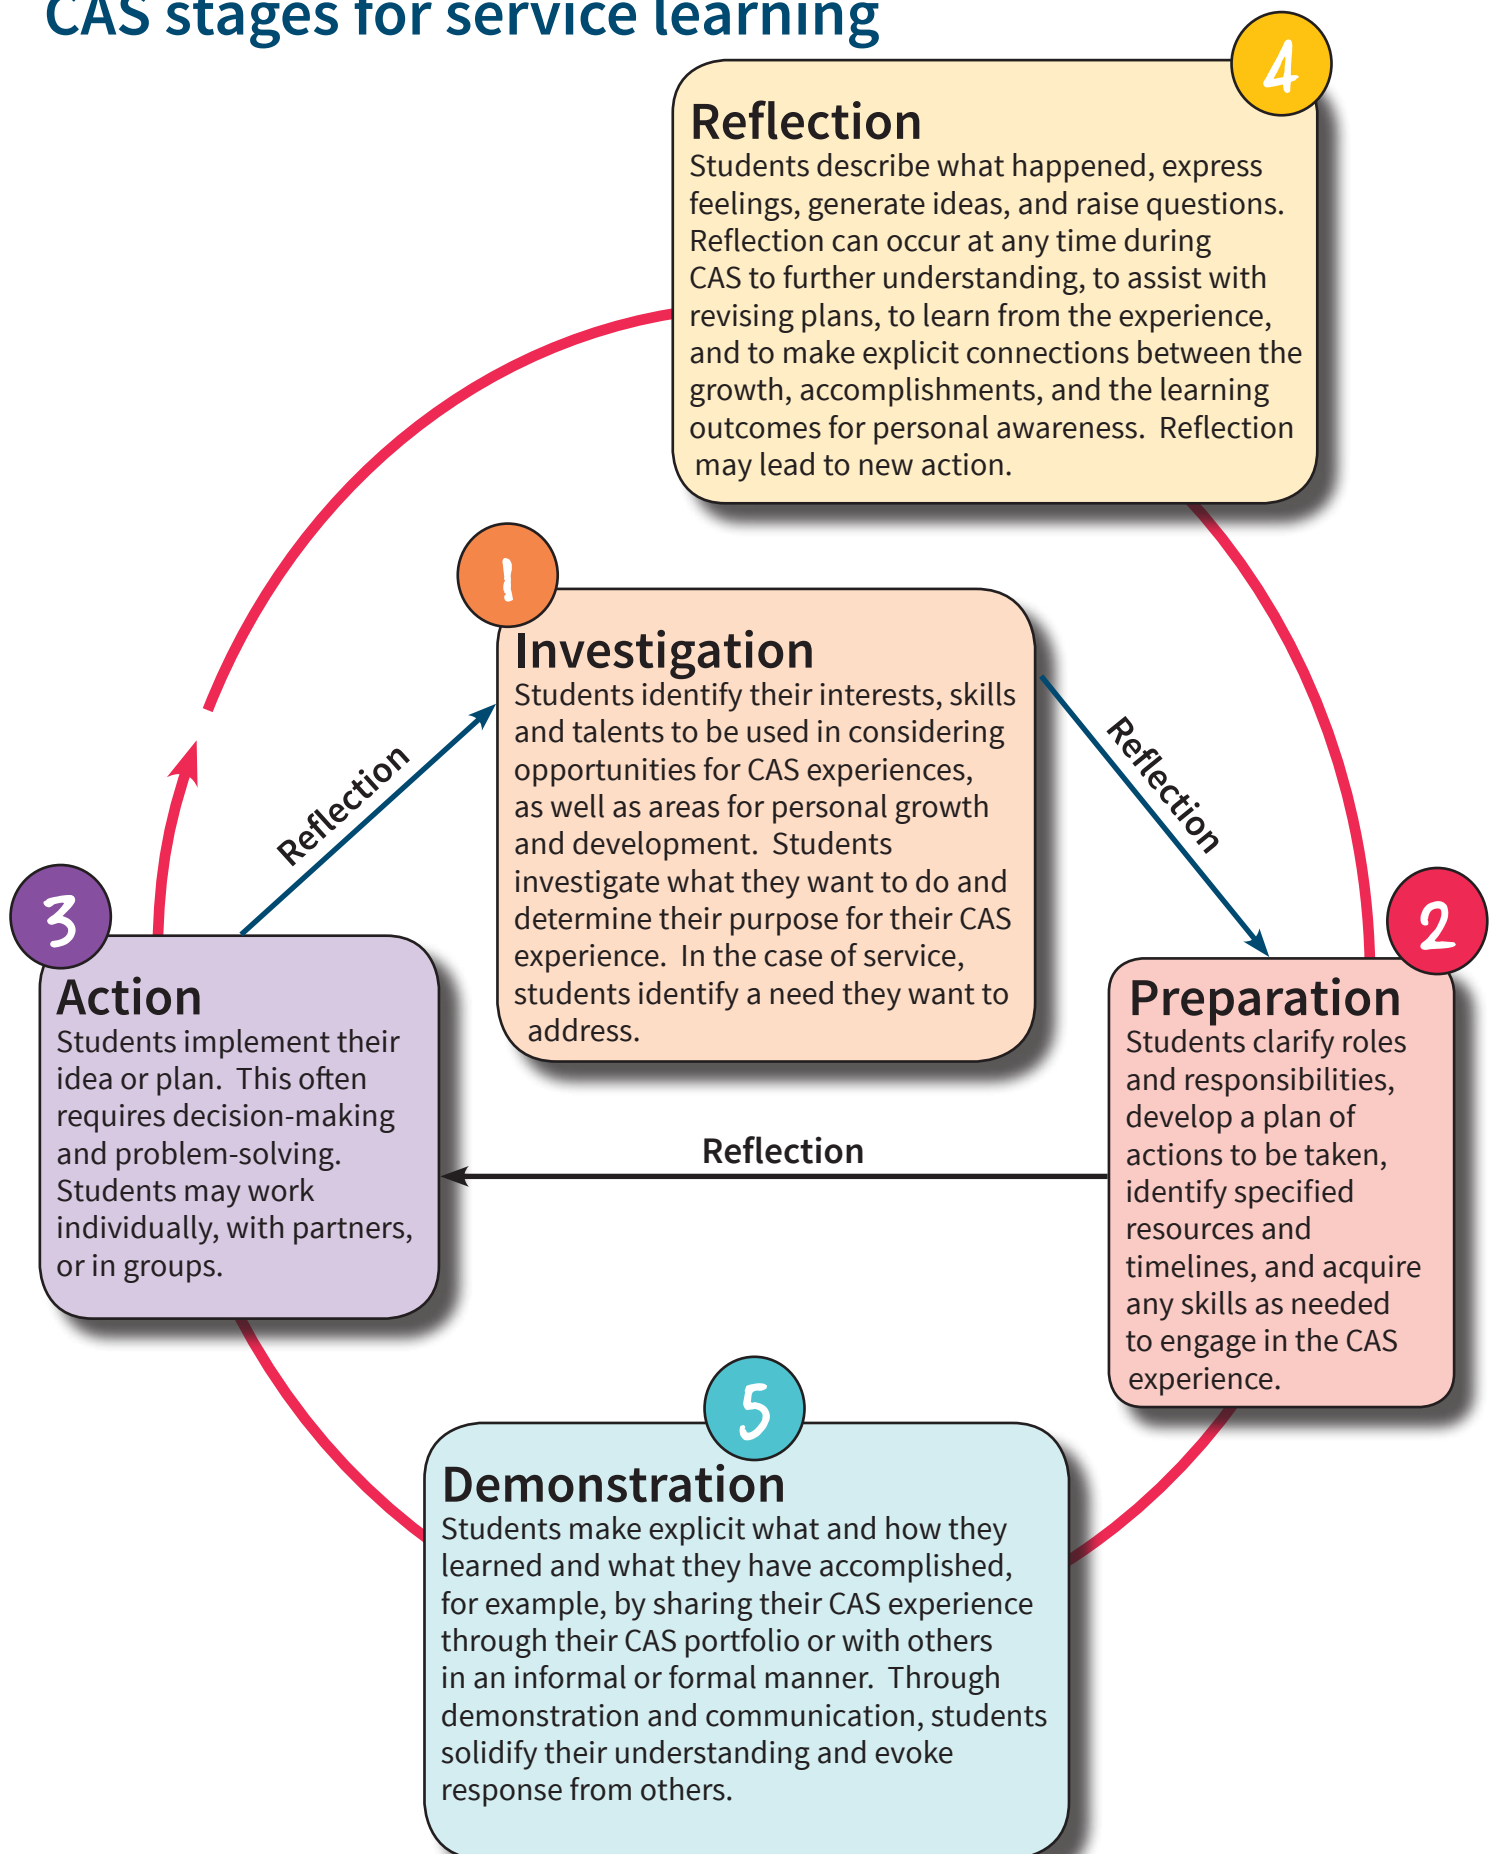 CAS stages for service learning
4
Reflection
Students describe what happened, express
feelings, generate ideas, and raise questions.
Reflection can occur at any time during
CAS to further understanding, to assist with
revising plans, to learn from the experience,
and to make explicit connections between the
growth, accomplishments, and the learning
outcomes for personal awareness.  Reflection
may lead to new action.
1
Investigation
Students identify their interests, skills
and talents to be used in considering
opportunities for CAS experiences,
as well as areas for personal growth
and development.  Students
investigate what they want to do and
determine their purpose for their CAS
experience.  In the case of service,
students identify a need they want to
address.
Reflection
Reflection
2
Preparation
Students clarify roles
and responsibilities,
develop a plan of
actions to be taken,
identify specified
resources and
timelines, and acquire
any skills as needed
to engage in the CAS
experience.
Reflection
3
Action
Students implement their
idea or plan.  This often
requires decision-making
and problem-solving.
Students may work
individually, with partners,
or in groups.
5
Demonstration
Students make explicit what and how they
learned and what they have accomplished,
for example, by sharing their CAS experience
through their CAS portfolio or with others
in an informal or formal manner.  Through
demonstration and communication, students
solidify their understanding and evoke
response from others.